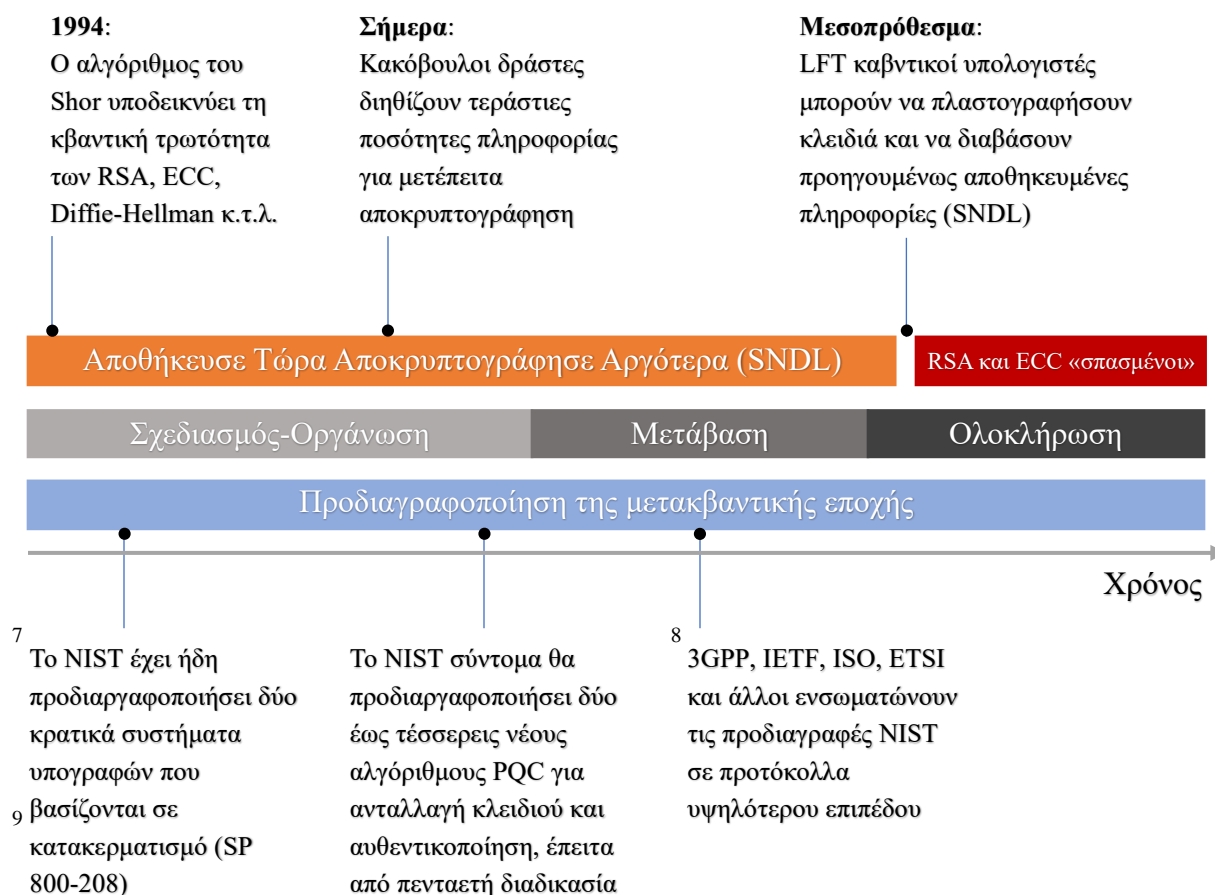 1994:
Ο αλγόριθμος του
Shor υποδεικνύει τη
κβαντική τρωτότητα
των RSA, ECC,
Diffie-Hellman κ.τ.λ.
Σήμερα:
Κακόβουλοι δράστες
διηθίζουν τεράστιες
ποσότητες πληροφορίας
για μετέπειτα
αποκρυπτογράφηση
Μεσοπρόθεσμα:
LFT καβντικοί υπολογιστές
μπορούν να πλαστογραφήσουν
κλειδιά και να διαβάσουν
προηγουμένως αποθηκευμένες
πληροφορίες (SNDL)
Αποθήκευσε Τώρα Αποκρυπτογράφησε Αργότερα (SNDL)
RSA και ECC «σπασμένοι»
Σχεδιασμός-Οργάνωση
Μετάβαση
Ολοκλήρωση
Προδιαγραφοποίηση της μετακβαντικής εποχής
Χρόνος
7
Το NIST έχει ήδη
προδιαργαφοποιήσει δύο
κρατικά συστήματα
υπογραφών που
9 βασίζονται σε
κατακερματισμό (SP
800-208)
Το NIST σύντομα θα
προδιαργαφοποιήσει δύο
έως τέσσερεις νέους
αλγόριθμους PQC για
ανταλλαγή κλειδιού και
αυθεντικοποίηση, έπειτα
από πενταετή διαδικασία
8
3GPP, IETF, ISO, ETSI
και άλλοι ενσωματώνουν
τις προδιαγραφές NIST
σε προτόκολλα
υψηλότερου επιπέδου